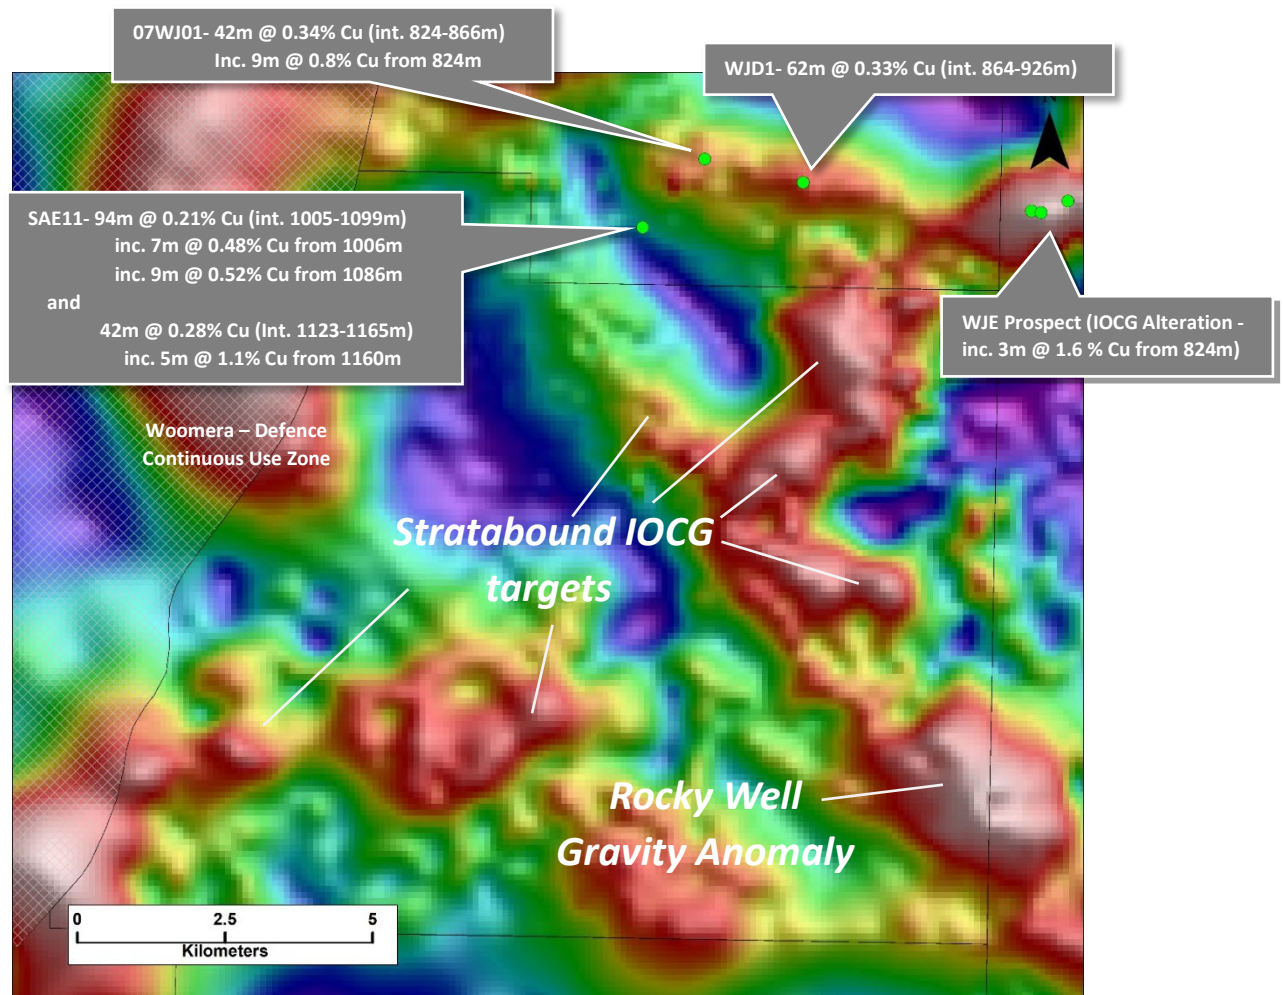 07WJ01- 42m @ 0.34% Cu (int. 824-866m)
Inc. 9m @ 0.8% Cu from 824m
WJD1- 62m @ 0.33% Cu (int. 864-926m)
N
SAE11- 94m @ 0.21% Cu (int. 1005-1099m)
inc. 7m @ 0.48% Cu from 1006m
inc. 9m @ 0.52% Cu from 1086m
and
42m @ 0.28% Cu (Int. 1123-1165m)
inc. 5m @ 1.1% Cu from 1160m
WJE Prospect (IOCG Alteration -
inc. 3m @ 1.6 % Cu from 824m)
Woomera – Defence
Continuous Use Zone
Stratabound IOCG
targets
Rocky Well
Gravity Anomaly
0 2.5 5
Kilometers